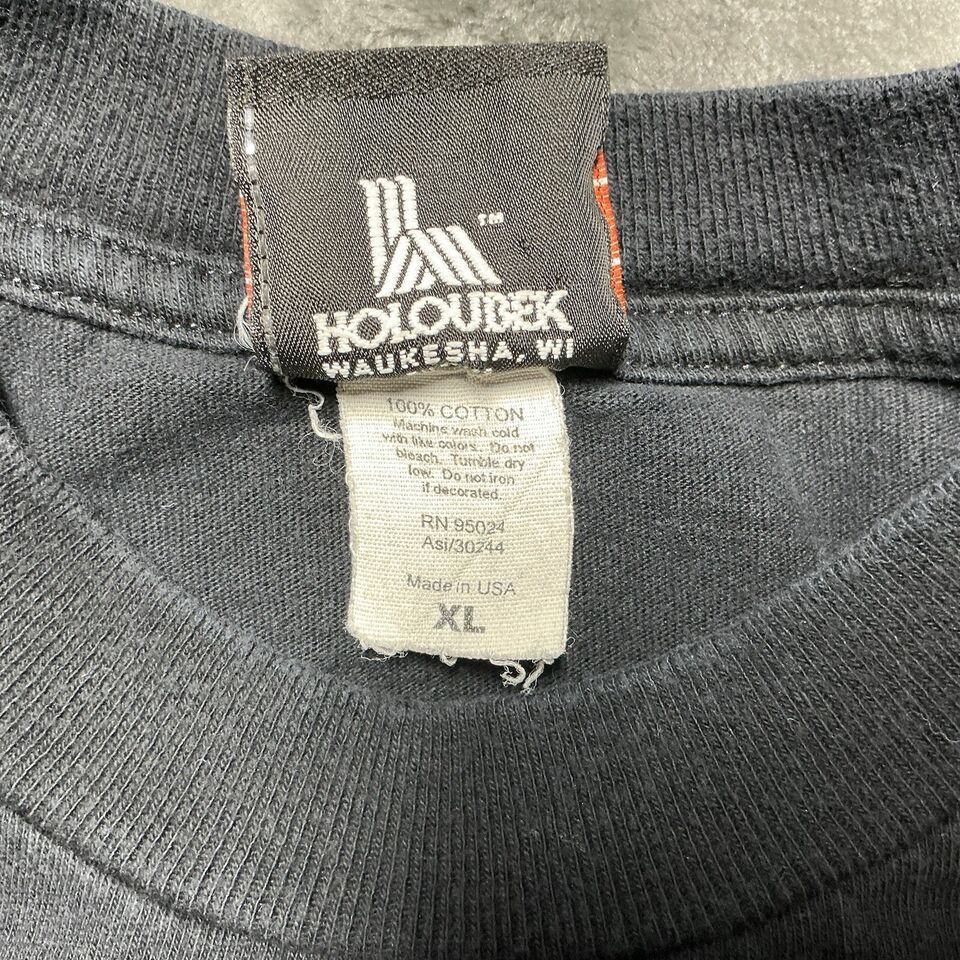 h™
HOLOUBEK
WAUKESHA, WI
100% COTTON
Machine wash cold
with like colors. Do not
bleach. Tumble dry
low. Do not iron
if decorated.
RN 95024
Asi/30244
Made in USA
XL